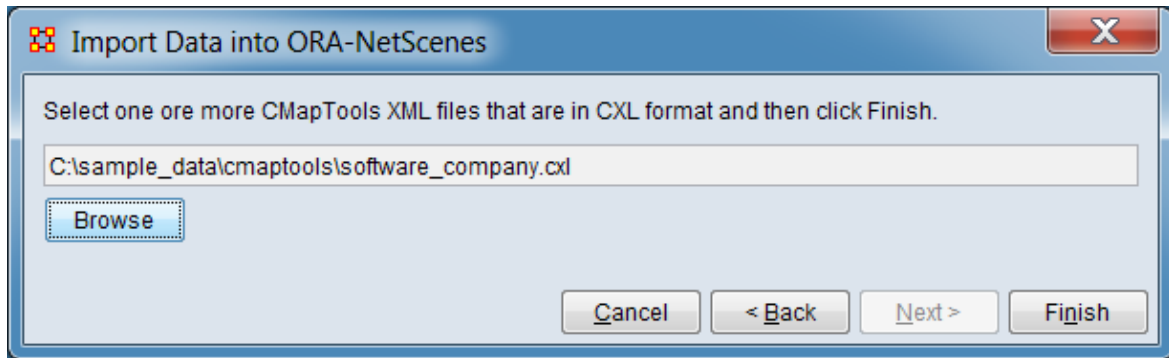 Import Data into ORA-NetScenes
Select one ore more CMapTools XML files that are in CXL format and then click Finish.
C:\sample_data\cmaptools\software_company.cxl
Browse
Cancel < Back Next > Finish